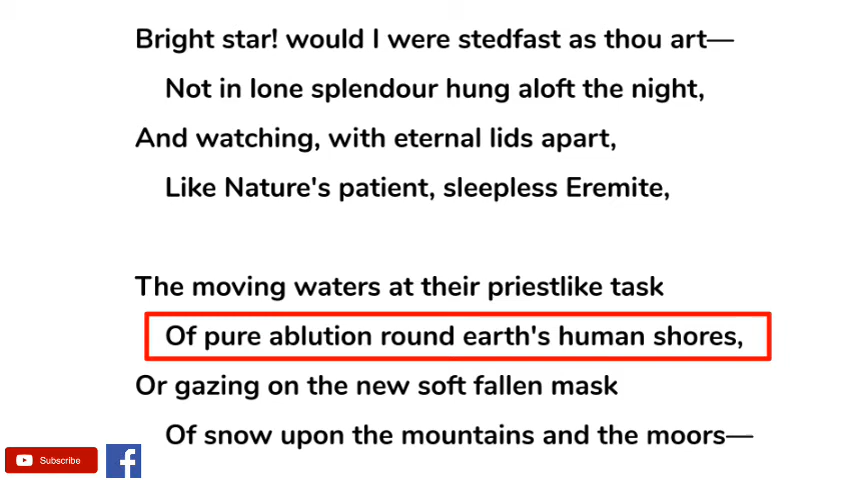 Bright star! would I were stedfast as thou art—
Not in lone splendour hung aloft the night,
And watching, with eternal lids apart,
Like Nature's patient, sleepless Eremite,
The moving waters at their priestlike task
Of pure ablution round earth's human shores,
Or gazing on the new soft fallen mask
Of snow upon the mountains and the moors—
Subscribe